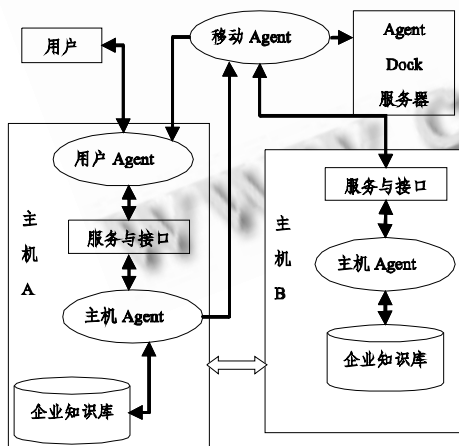 用户
移动 Agent
Agent
Dock
服务器
用户 Agent
服务与接口
主机 Agent
企业知识库
主
机
A
服务与接口
主机 Agent
企业知识库
主
机
B